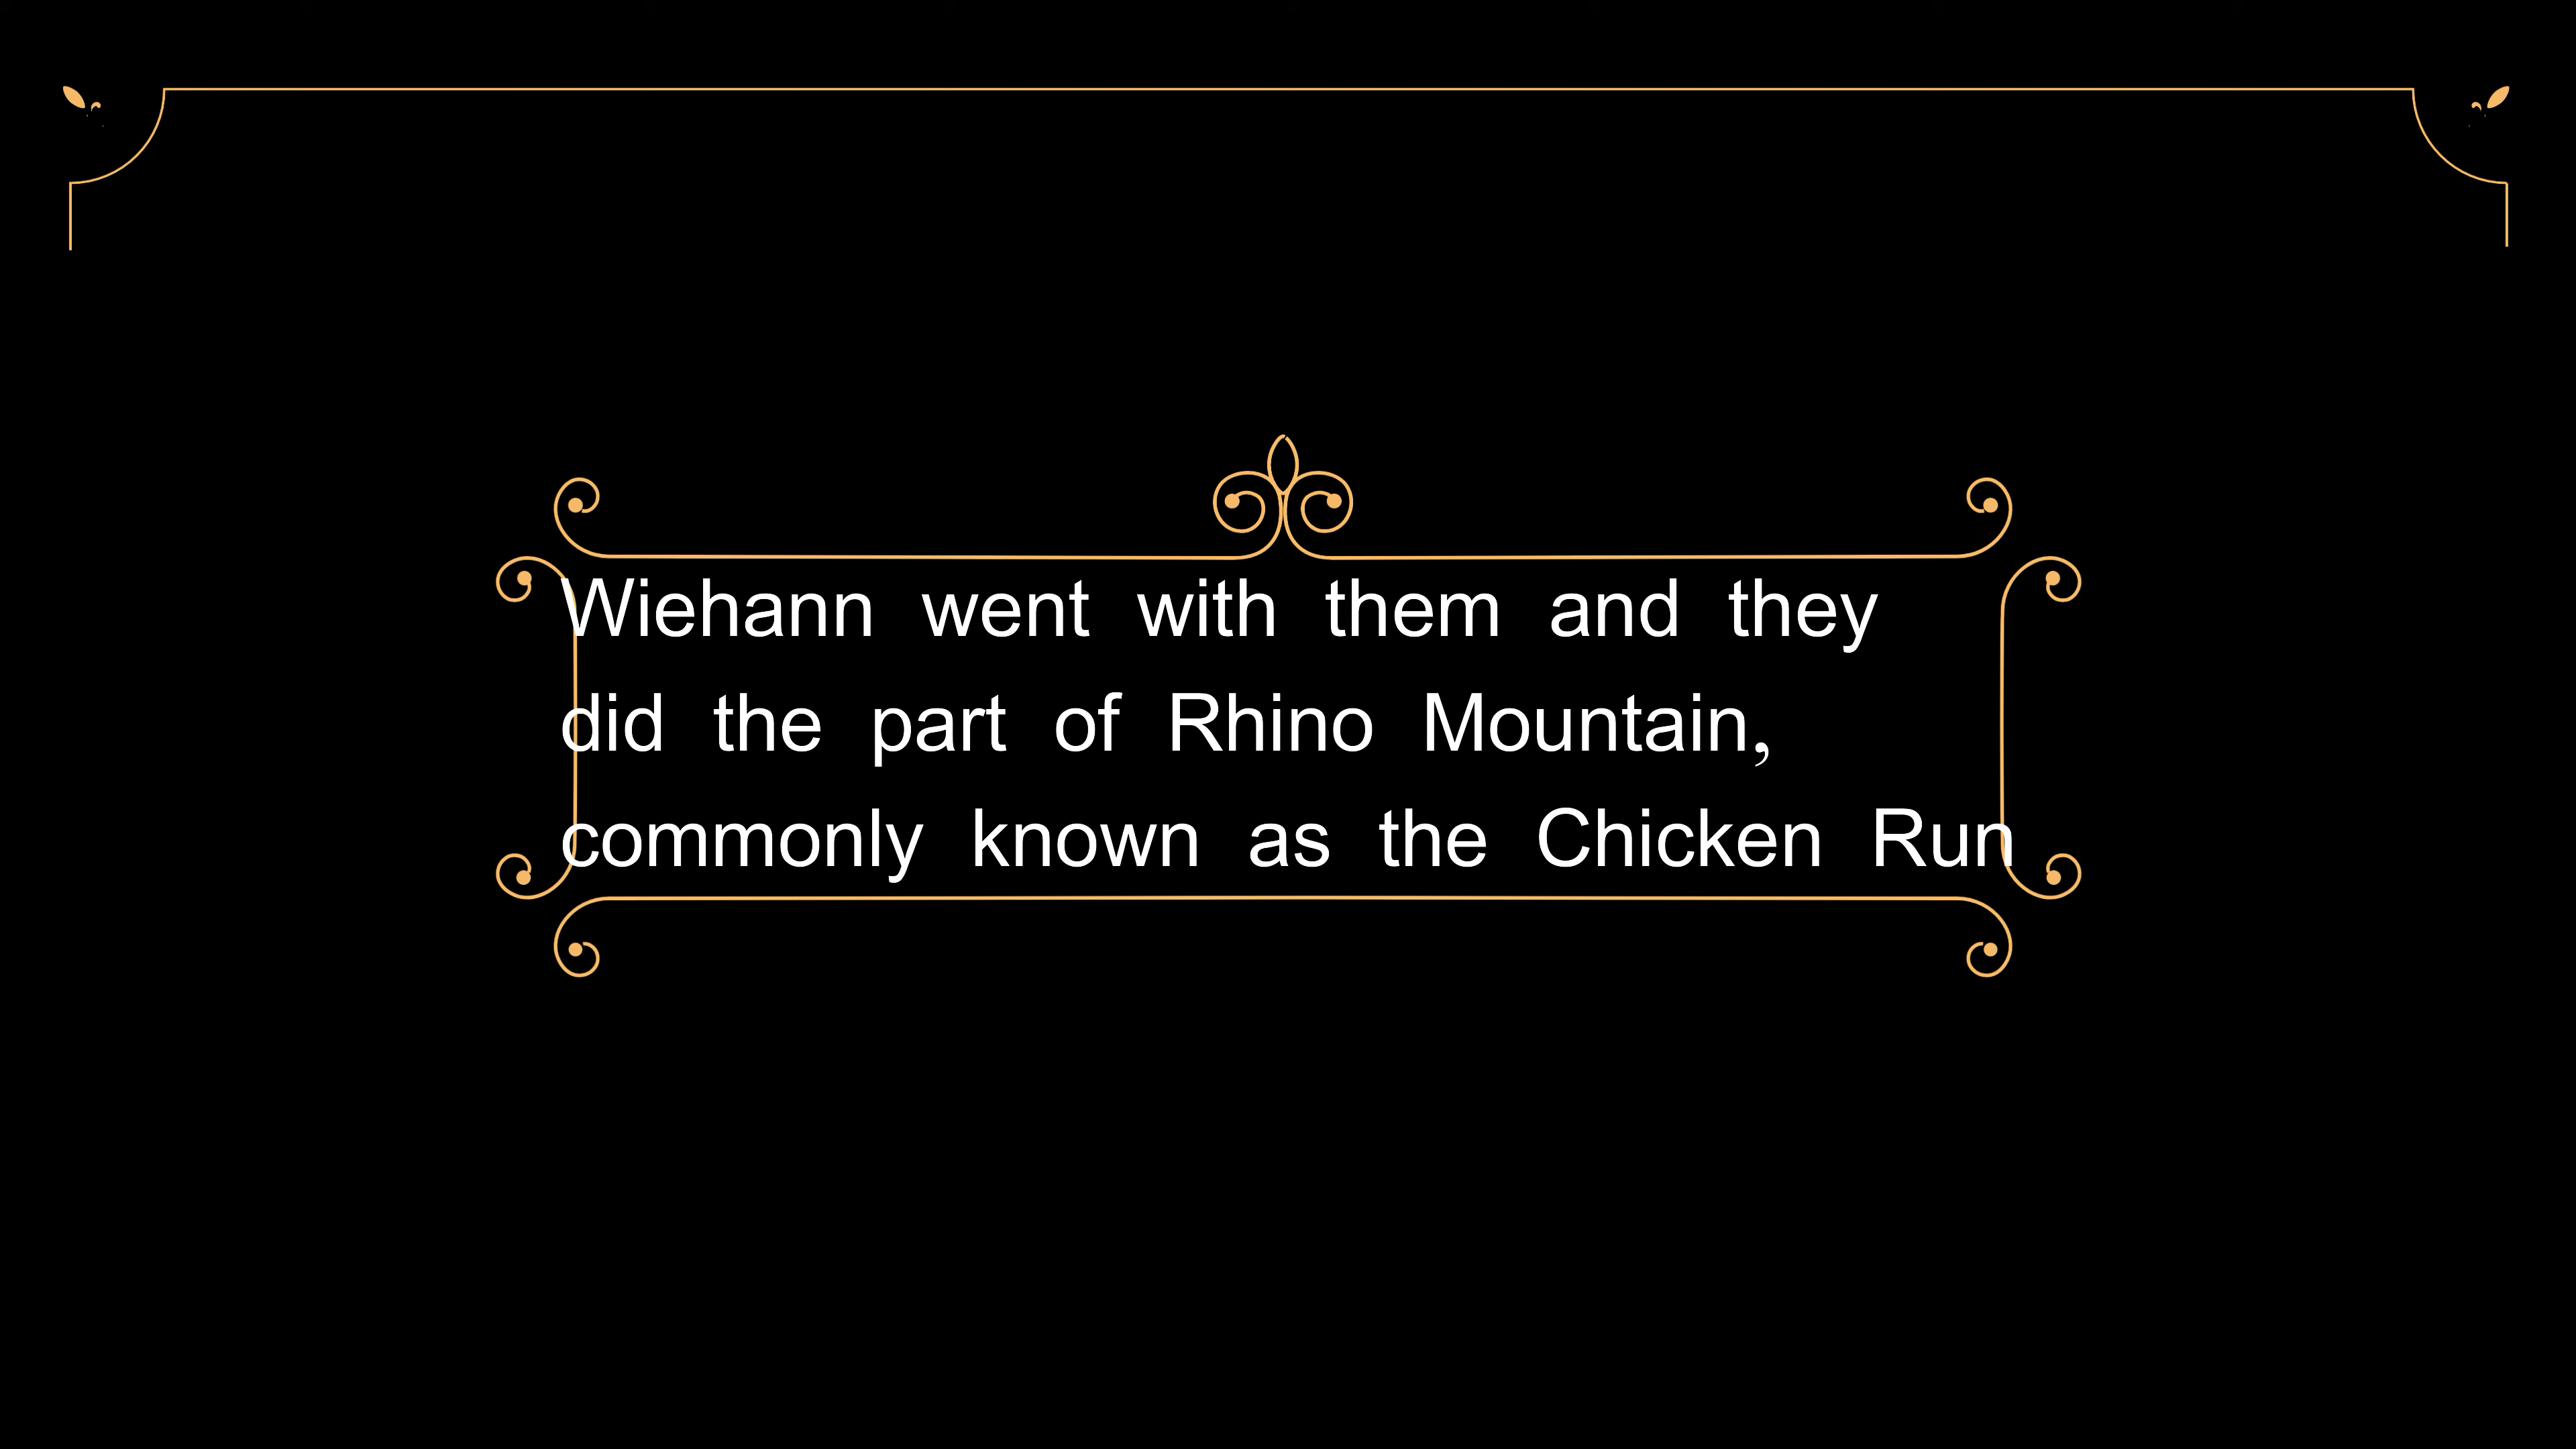 Wiehann went with them and they
did the part of Rhino Mountain,
commonly known as the Chicken Run